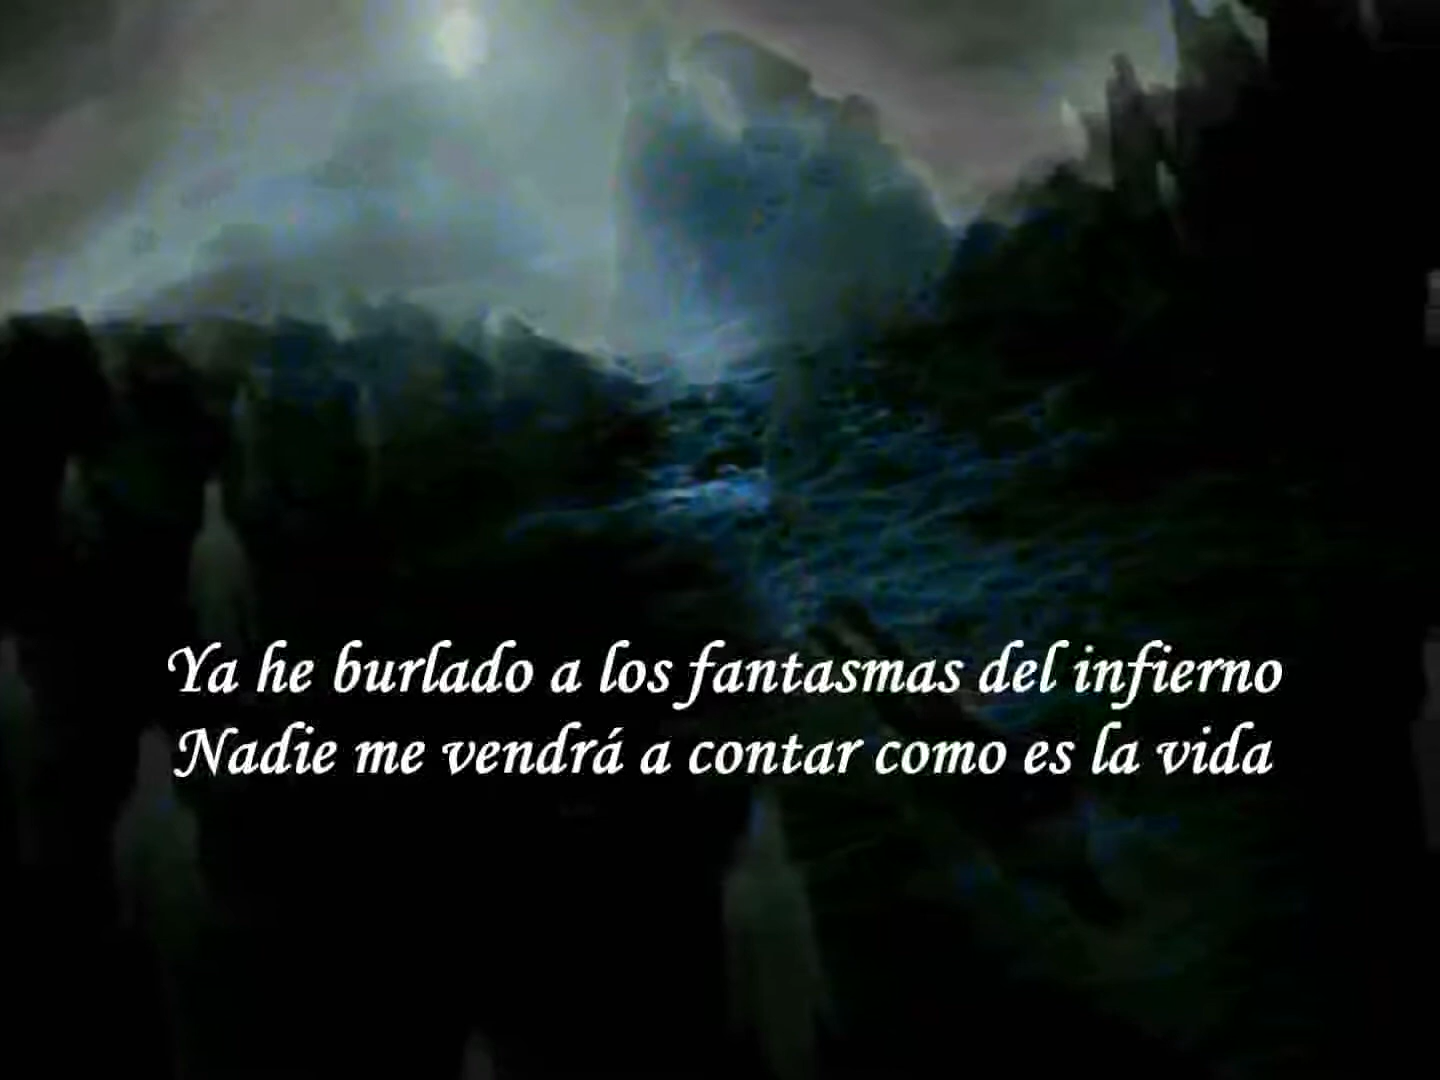 Ya he burlado a los fantasmas del infierno
Nadie me vendrá a contar como es la vida